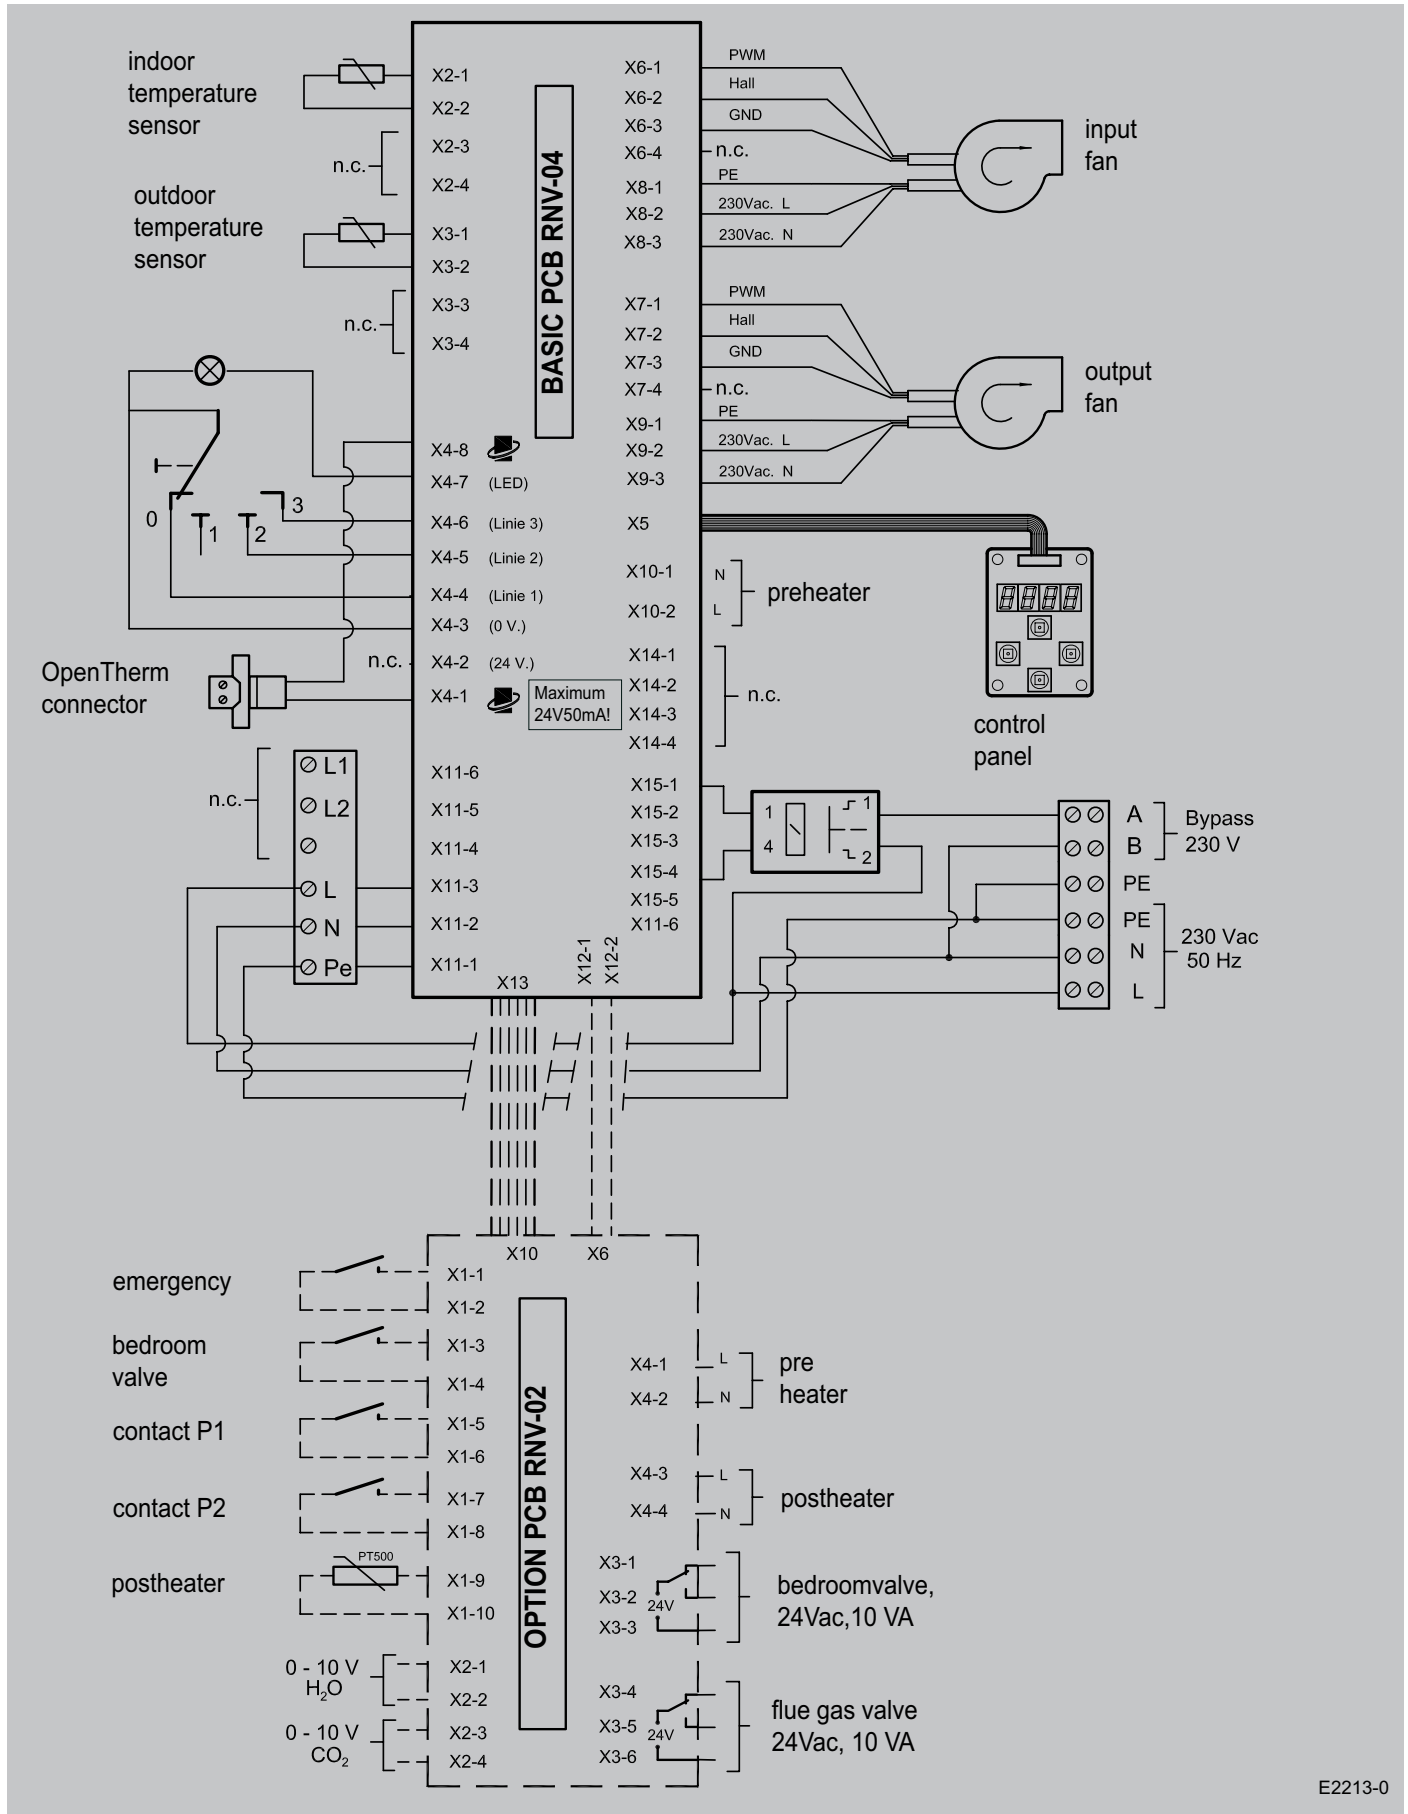 indoor
temperature
sensor
X2-1
X2-2
n.c.
X2-3
X2-4
outdoor
temperature
sensor
X3-1
X3-2
n.c.
X3-3
X3-4
BASIC PCB RNV-04
X6-1
PWM
X6-2
Hall
X6-3
GND
X6-4
n.c.
X8-1
PE
X8-2
230Vac. L
X8-3
230Vac. N
input
fan
X7-1
PWM
X7-2
Hall
X7-3
GND
X7-4
n.c.
X9-1
PE
X9-2
230Vac. L
X9-3
230Vac. N
output
fan
0
1
2
3
X4-8
X4-7 (LED)
X4-6 (Linie 3)
X4-5 (Linie 2)
X4-4 (Linie 1)
X4-3 (0 V.)
n.c.
X4-2 (24 V.)
X4-1
Maximum
24V50mA!
OpenTherm
connector
X5
8888
control
panel
X10-1
N
X10-2
L
preheater
X14-1
X14-2
X14-3
X14-4
n.c.
n.c.
L1
L2
L
N
Pe
X11-6
X11-5
X11-4
X11-3
X11-2
X11-1
X15-1
X15-2
X15-3
X15-4
X15-5
X11-6
1
4
1
2
A
B
Bypass
230 V
PE
PE
N
L
230 Vac
50 Hz
X13
X12-1
X12-2
X10
X6
OPTION PCB RNV-02
emergency
X1-1
X1-2
bedroom
valve
X1-3
X1-4
contact P1
X1-5
X1-6
contact P2
X1-7
X1-8
postheater
PT500
X1-9
X1-10
0 - 10 V
H₂O
X2-1
X2-2
0 - 10 V
CO₂
X2-3
X2-4
X4-1
L
X4-2
N
pre
heater
X4-3
L
X4-4
N
postheater
X3-1
X3-2
24V
X3-3
bedroomvalve,
24Vac,10 VA
X3-4
X3-5
24V
X3-6
flue gas valve
24Vac, 10 VA
E2213-0